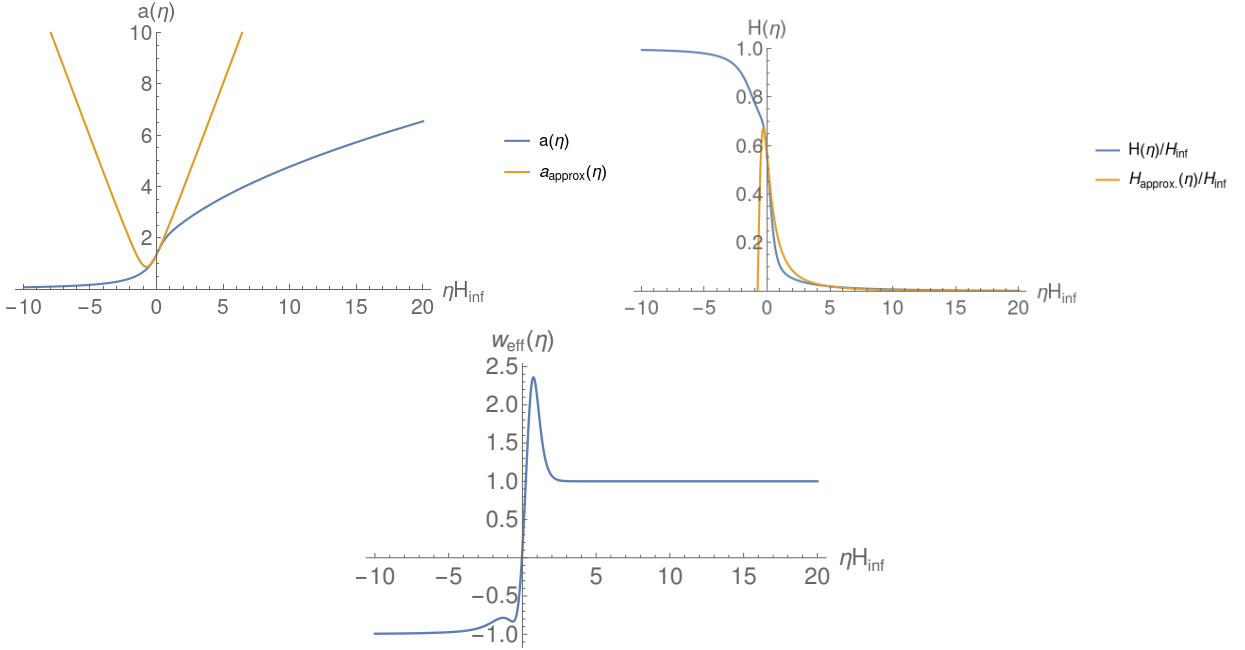 a(η)
10
8
6
4
2
−10 −5 0 5 10 15 20
ηH_inf
a(η)
a_approx(η)
H(η)
1.0
0.8
0.6
0.4
0.2
−10 −5 0 5 10 15 20
ηH_inf
H(η)/H_inf
H_approx.(η)/H_inf
w_eff(η)
2.5
2.0
1.5
1.0
0.5
−10 −5 5 10 15 20
ηH_inf
−0.5
−1.0